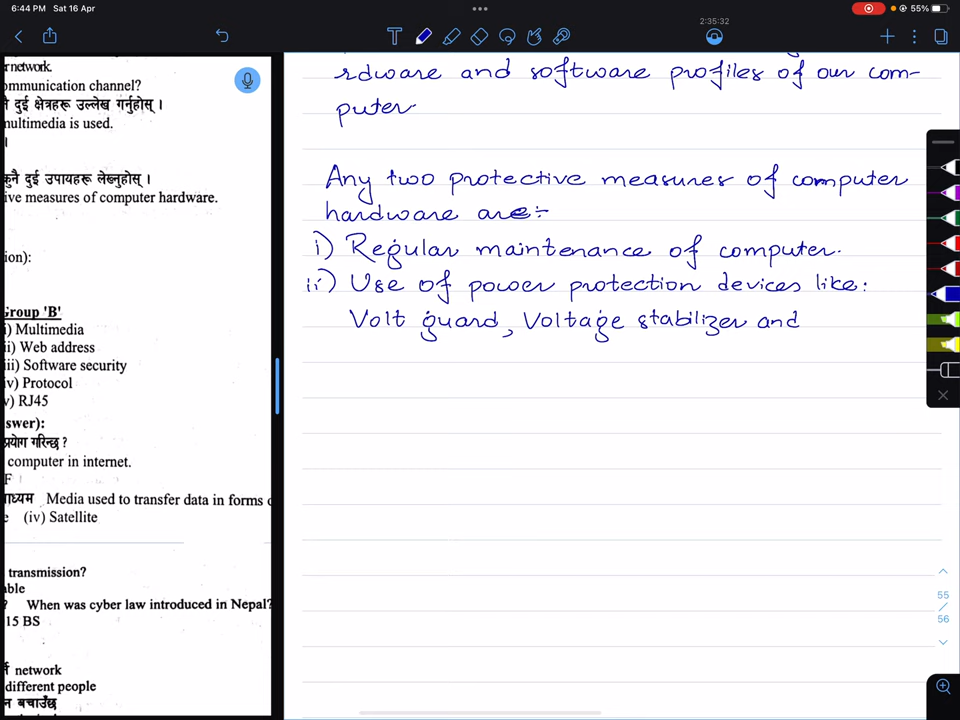 6:44 PM Sat 16 Apr
55%
2:35:32
T
r network.
ommunication channel?
ने दुई क्षेत्रहरू उल्लेख गर्नुहोस् ।
multimedia is used.
।
कुनै दुई उपायहरू लेख्नुहोस् ।
ive measures of computer hardware.
ion):
Group 'B'
i) Multimedia
ii) Web address
iii) Software security
iv) Protocol
v) RJ45
swer):
प्रयोग गरिन्छ ?
computer in internet.
F
माध्यम Media used to transfer data in forms o
e (iv) Satellite
transmission?
able
? When was cyber law introduced in Nepal?
15 BS
network
different people
न बचाउँछ
rdware and software profiles of our com-
puter
Any two protective measures of computer
hardware are:-
i) Regular maintenance of computer.
ii) Use of power protection devices like:
Volt guard, Voltage stabilizer and
55
/
56